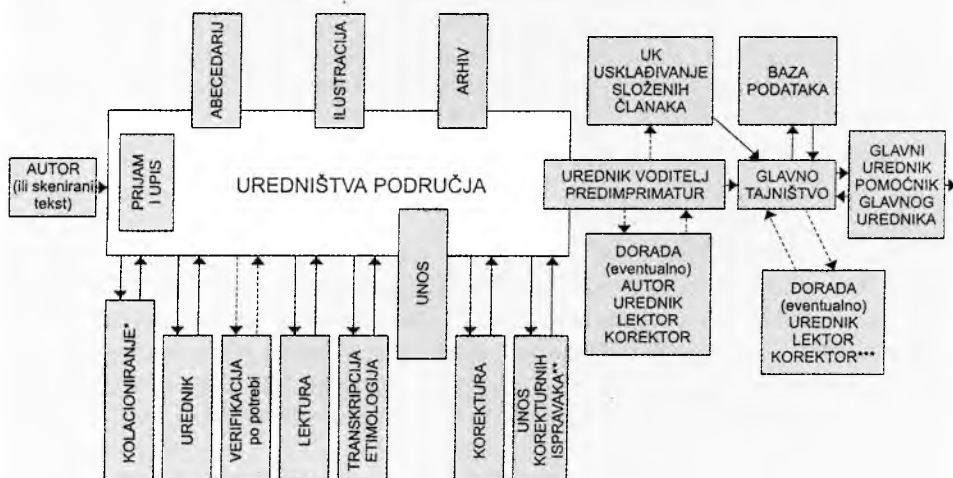 ABECEDARIJ
ILUSTRACIJA
ARHIV
AUTOR
(ili skenirani
tekst)
PRIJAM
I UPIS
UREDNIŠTVA PODRUČJA
UNOS
KOLACIONIRANJE*
UREDNIK
VERIFIKACIJA
po potrebi
LEKTURA
TRANSKRIPCIJA
ETIMOLOGIJA
KOREKTURA
UNOS
KOREKTURNIH
ISPRAVAKA**
UK
USKLAĐIVANJE
SLOŽENIH
ČLANAKA
UREDNIK VODITELJ
PREDIMPRIMATUR
DORADA
(eventualno)
AUTOR
UREDNIK
LEKTOR
KOREKTOR
BAZA
PODATAKA
GLAVNO
TAJNIŠTVO
DORADA
(eventualno)
UREDNIK
LEKTOR
KOREKTOR***
GLAVNI
UREDNIK
POMOĆNIK
GLAVNOG
UREDNIKA